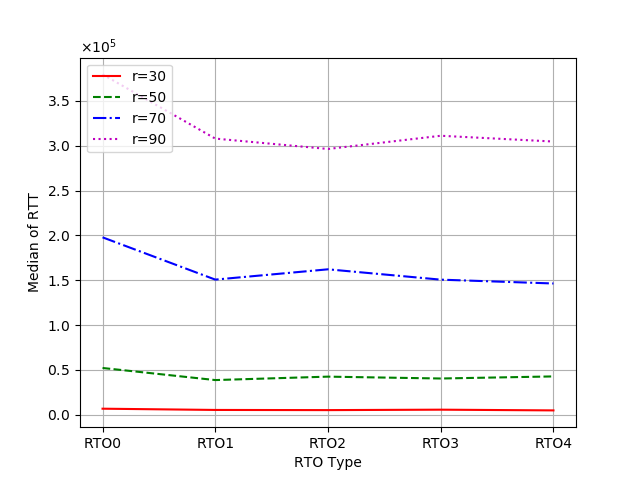 ×10^5
r=30
r=50
r=70
r=90
3.5
3.0
2.5
2.0
1.5
1.0
0.5
0.0
Median of RTT
RTO0 RTO1 RTO2 RTO3 RTO4
RTO Type